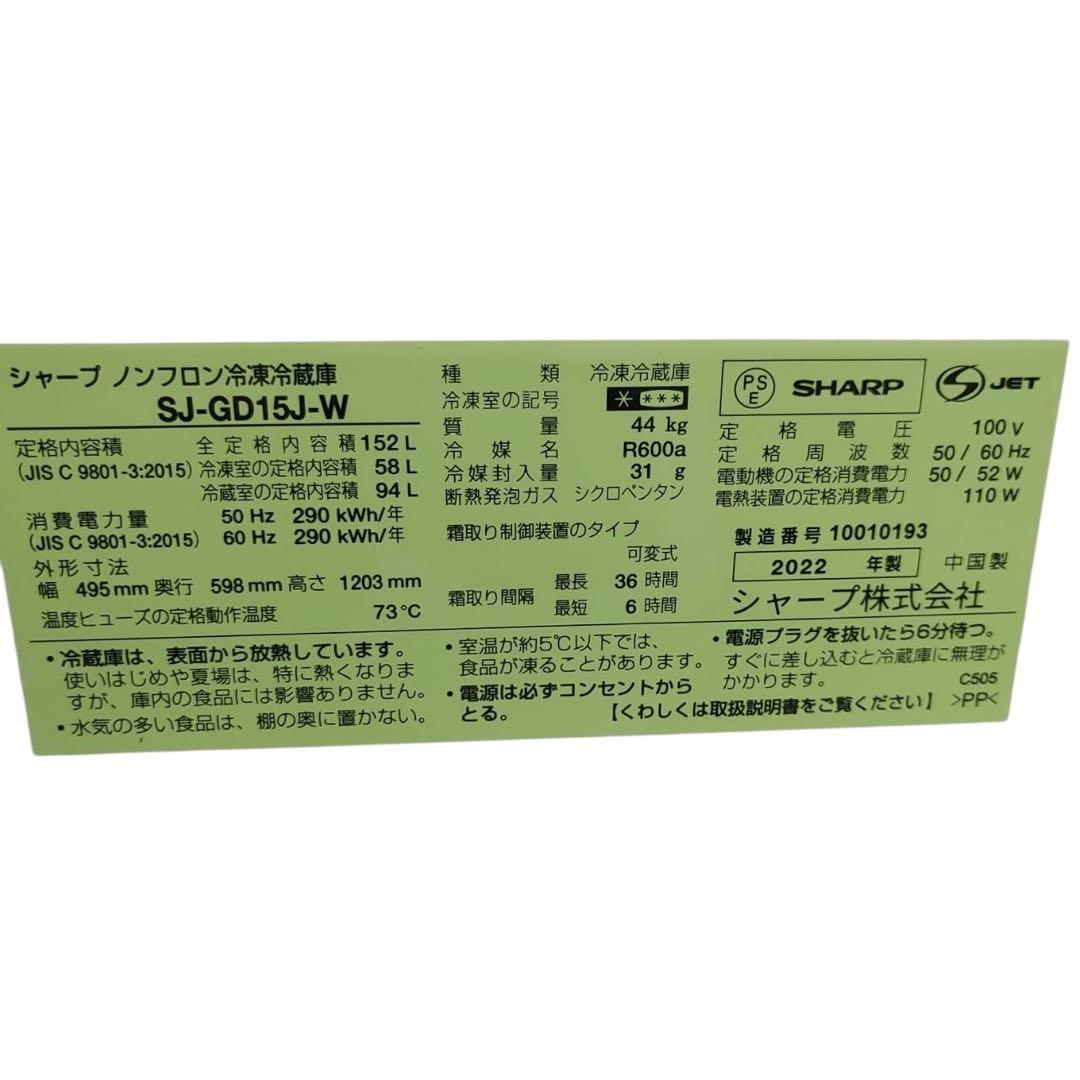 シャープ ノンフロン冷凍冷蔵庫
SJ-GD15J-W
定格内容積 全定格内容積 152 L
(JIS C 9801-3:2015) 冷凍室の定格内容積 58 L
冷蔵室の定格内容積 94 L
消費電力量 50 Hz 290 kWh/年
(JIS C 9801-3:2015) 60 Hz 290 kWh/年
外形寸法
幅 495 mm 奥行 598 mm 高さ 1203 mm
温度ヒューズの定格動作温度 73℃
種類 冷凍冷蔵庫
冷凍室の記号 * ***
質量 44 kg
冷媒名 R600a
冷媒封入量 31 g
断熱発泡ガス シクロペンタン
霜取り制御装置のタイプ
可変式
霜取り間隔 最長 36 時間
最短 6 時間
PSE SHARP JET
定格電圧 100 V
定格周波数 50 / 60 Hz
電動機の定格消費電力 50 / 52 W
電熱装置の定格消費電力 110 W
製造番号 10010193
2022 年製 中国製
シャープ株式会社
・冷蔵庫は、表面から放熱しています。
使いはじめや夏場は、特に熱くなりま
すが、庫内の食品には影響ありません。
・水気の多い食品は、棚の奥に置かない。
・室温が約5℃以下では、
食品が凍ることがあります。
・電源は必ずコンセントから
とる。
・電源プラグを抜いたら6分待つ。
すぐに差し込むと冷蔵庫に無理が
かかります。 C505
【くわしくは取扱説明書をご覧ください】 >PP<